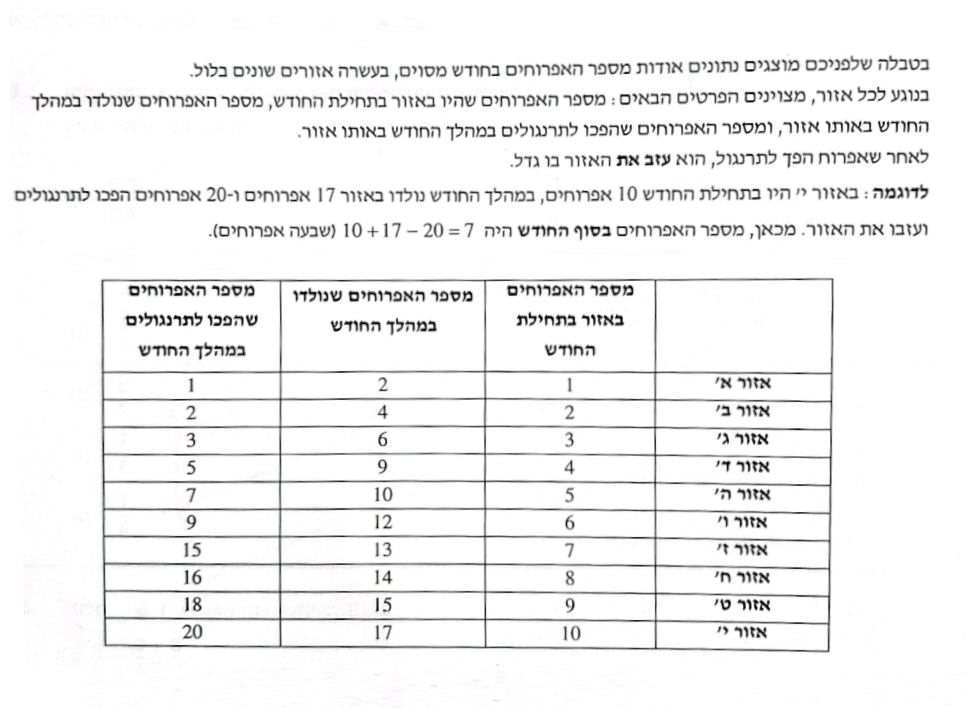 בטבלה שלפניכם מוצגים נתונים אודות מספר האפרוחים בחודש מסוים, בעשרה אזורים שונים בלול.
בנוגע לכל אזור, מצוינים הפרטים הבאים: מספר האפרוחים שהיו באזור בתחילת החודש, מספר האפרוחים שנולדו במהלך
החודש באותו אזור, ומספר האפרוחים שהפכו לתרנגולים במהלך החודש באותו אזור.
לאחר שאפרוח הפך לתרנגול, הוא עזב את האזור בו גדל.
לדוגמה: באזור י' היו בתחילת החודש 10 אפרוחים, במהלך החודש נולדו באזור 17 אפרוחים ו-20 אפרוחים הפכו לתרנגולים
ועזבו את האזור. מכאן, מספר האפרוחים בסוף החודש היה 10 + 17 – 20 = 7 (שבעה אפרוחים).
מספר האפרוחים באזור בתחילת החודש | מספר האפרוחים שנולדו במהלך החודש | מספר האפרוחים שהפכו לתרנגולים במהלך החודש
אזור א' 1 2 1
אזור ב' 2 4 2
אזור ג' 3 6 3
אזור ד' 4 9 5
אזור ה' 5 10 7
אזור ו' 6 12 9
אזור ז' 7 13 15
אזור ח' 8 14 16
אזור ט' 9 15 18
אזור י' 10 17 20